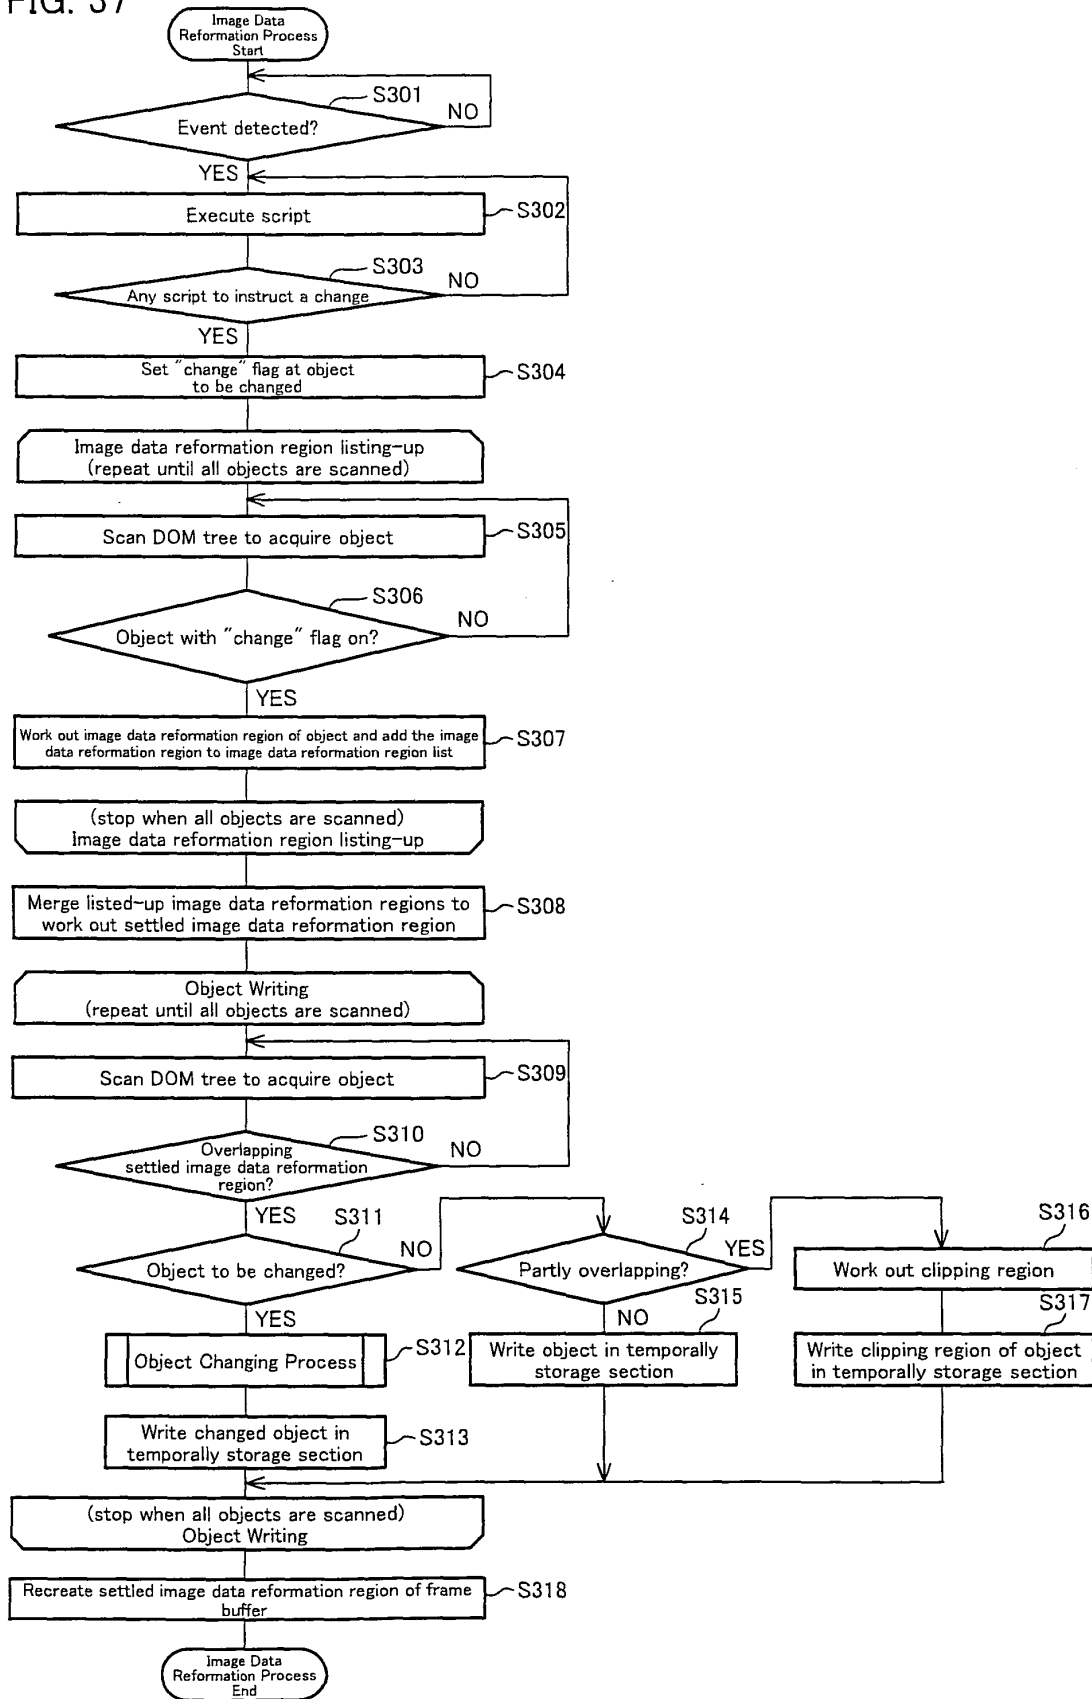 FIG. 37
Image Data
Reformation Process
Start
S301
NO
Event detected?
YES
Execute script
S302
S303
NO
Any script to instruct a change
YES
Set "change" flag at object
to be changed
S304
Image data reformation region listing-up
(repeat until all objects are scanned)
Scan DOM tree to acquire object
S305
S306
NO
Object with "change" flag on?
YES
Work out image data reformation region of object and add the image
data reformation region to image data reformation region list
S307
(stop when all objects are scanned)
Image data reformation region listing-up
Merge listed-up image data reformation regions to
work out settled image data reformation region
S308
Object Writing
(repeat until all objects are scanned)
Scan DOM tree to acquire object
S309
S310
NO
Overlapping
settled image data reformation
region?
YES
S311
NO
Object to be changed?
YES
S314
YES
Partly overlapping?
NO
S316
Work out clipping region
Object Changing Process
S312
S315
Write object in temporally
storage section
S317
Write clipping region of object
in temporally storage section
Write changed object in
temporally storage section
S313
(stop when all objects are scanned)
Object Writing
Recreate settled image data reformation region of frame
buffer
S318
Image Data
Reformation Process
End